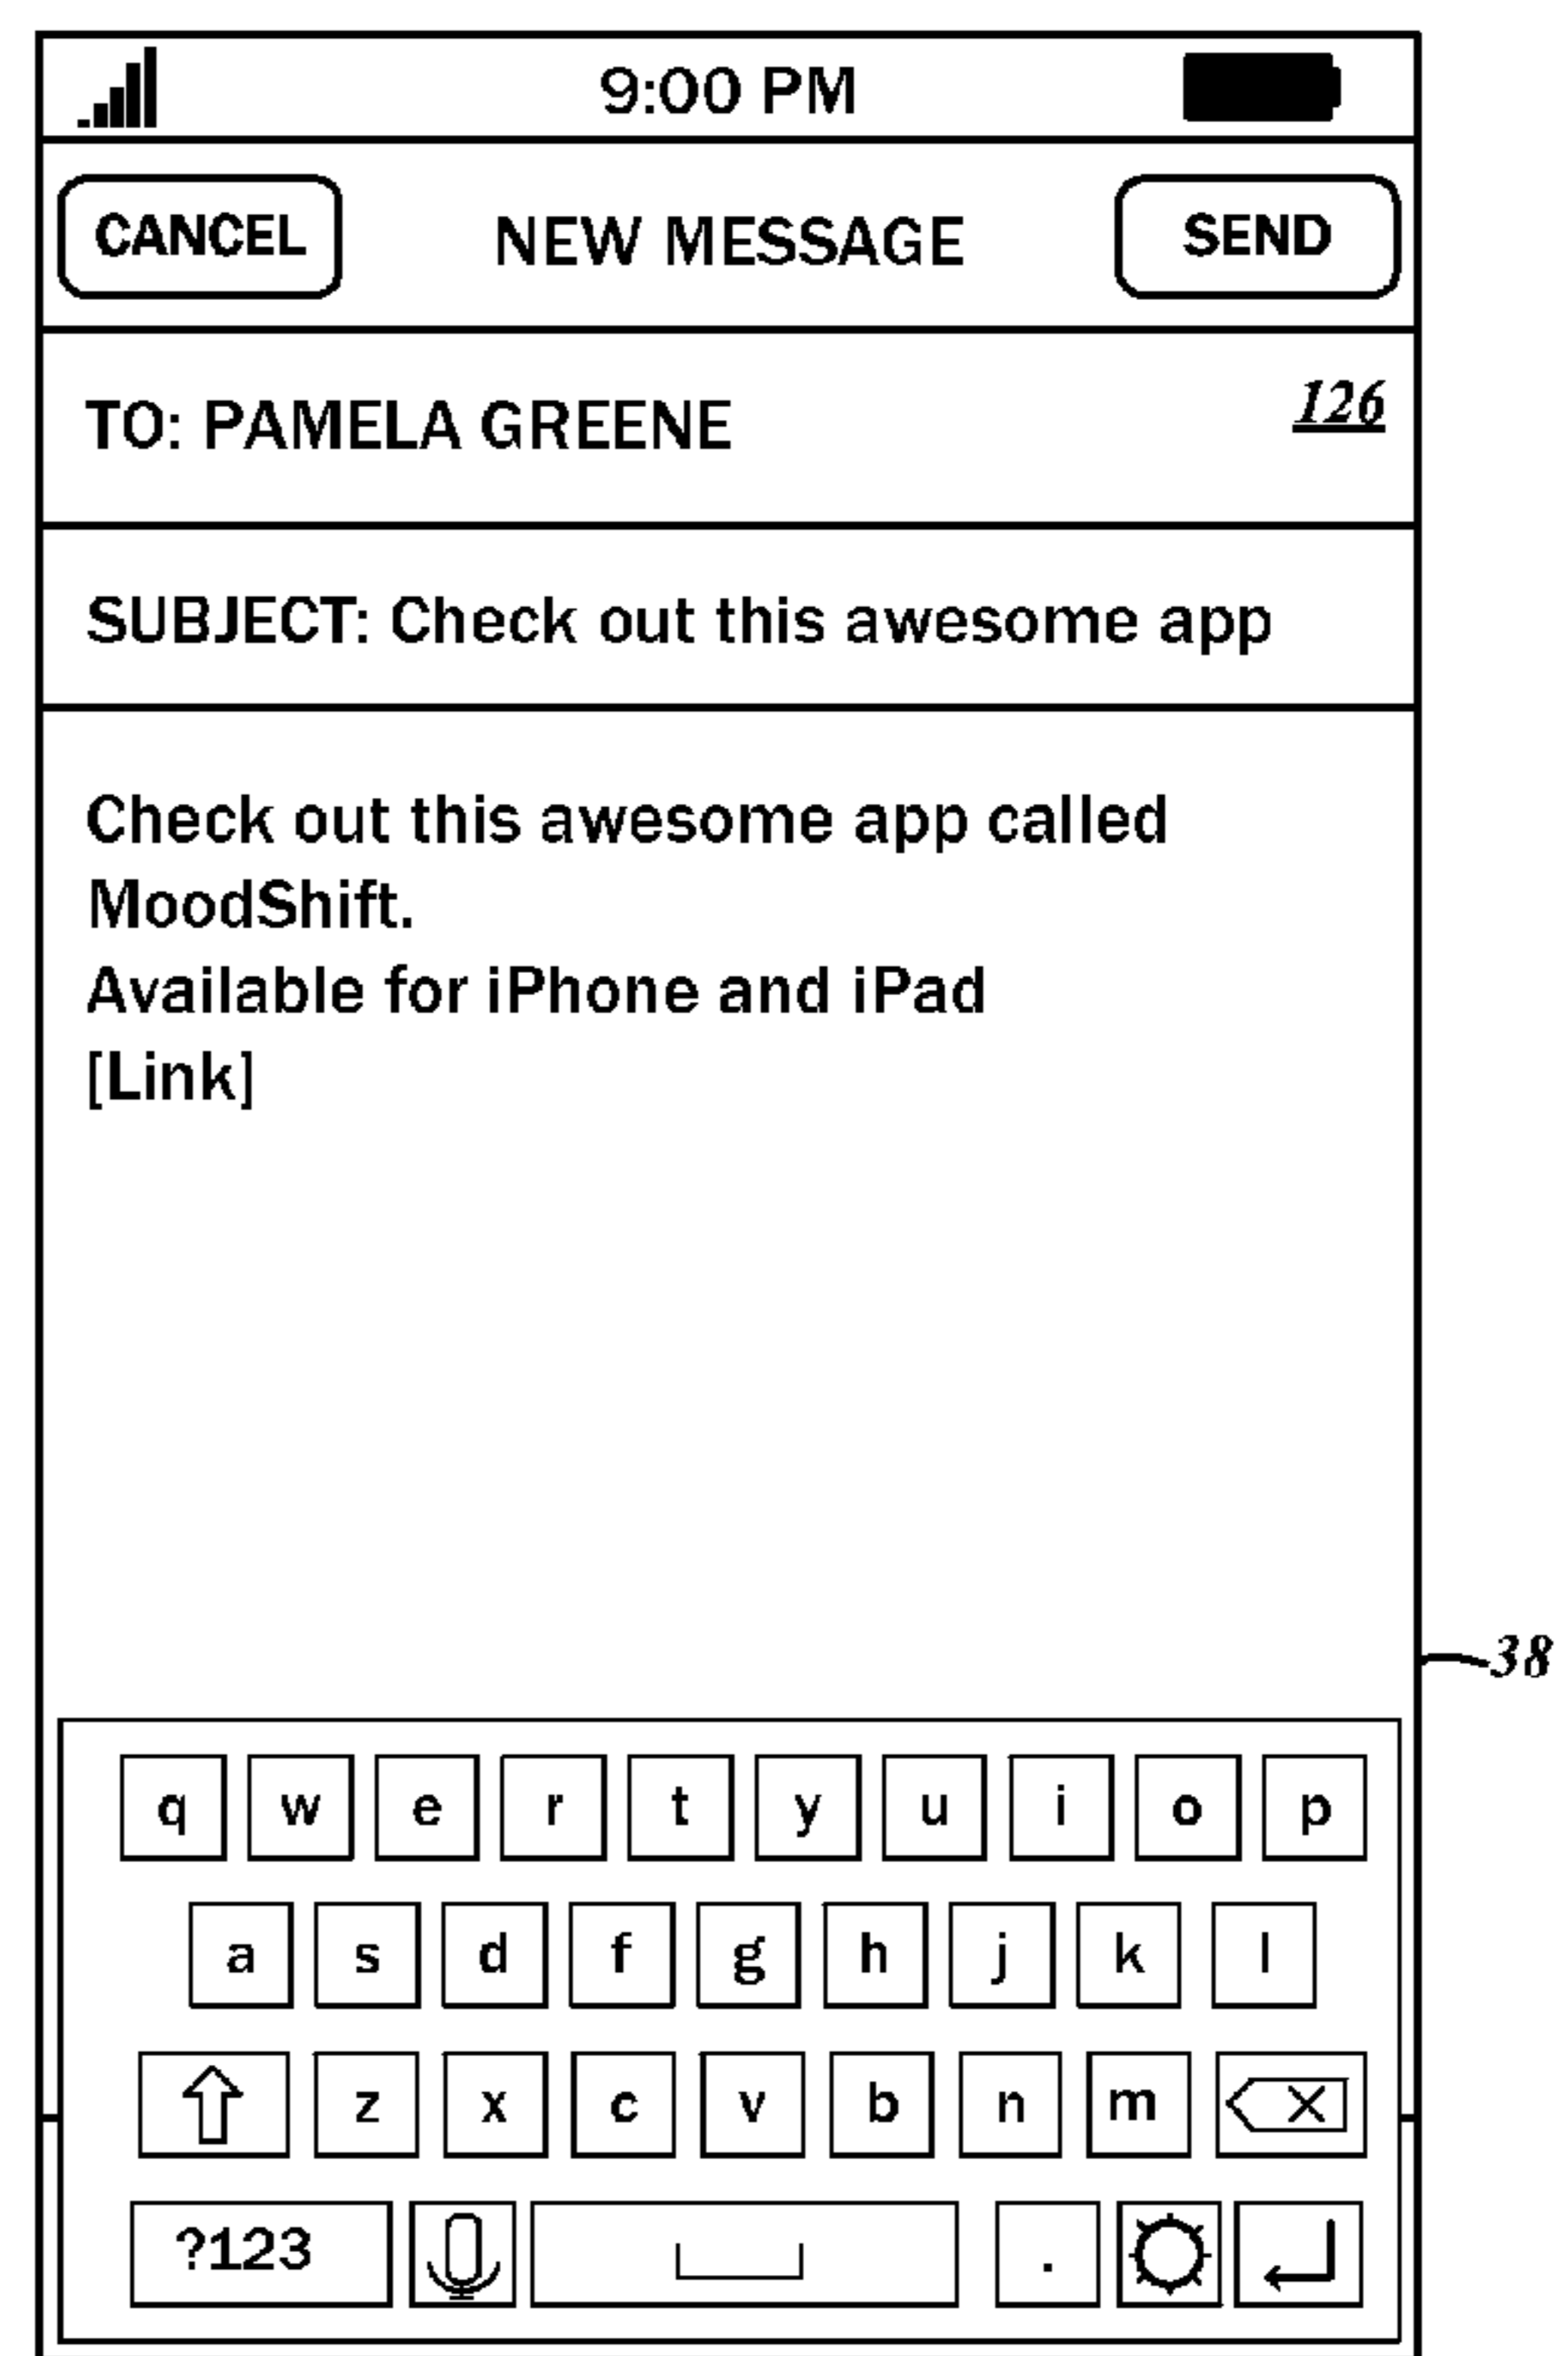 9:00 PM
CANCEL NEW MESSAGE SEND
TO: PAMELA GREENE 126
SUBJECT: Check out this awesome app
Check out this awesome app called
MoodShift.
Available for iPhone and iPad
[Link]
38
q w e r t y u i o p
a s d f g h j k l
z x c v b n m
?123 .